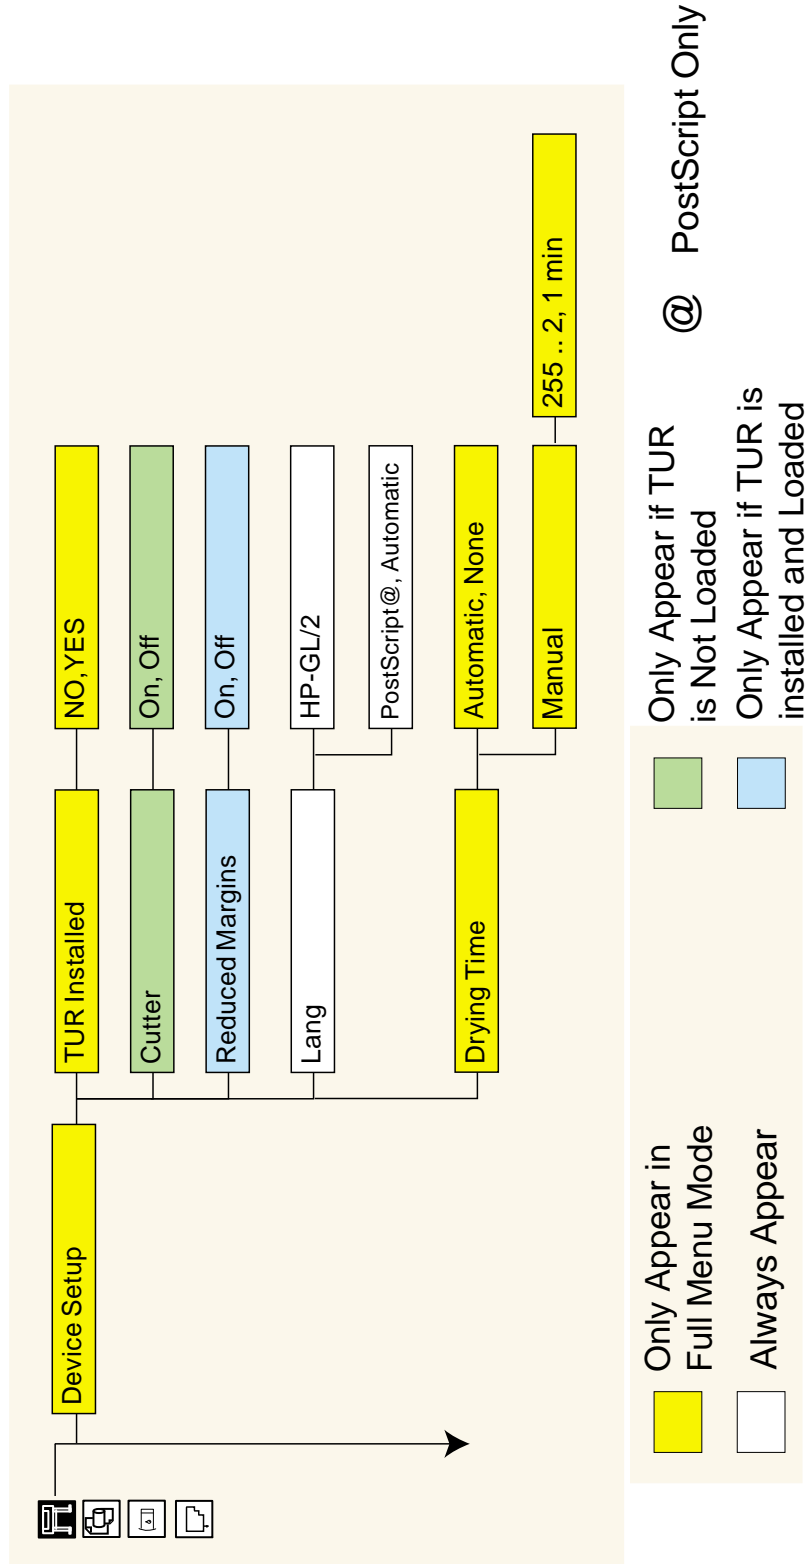 Device Setup
TUR Installed
NO,YES
Cutter
On, Off
Reduced Margins
On, Off
Lang
HP-GL/2
PostScript@, Automatic
Drying Time
Automatic, None
Manual
255 .. 2, 1 min
Only Appear in
Full Menu Mode
Always Appear
Only Appear if TUR
is Not Loaded
Only Appear if TUR is
installed and Loaded
@ PostScript Only